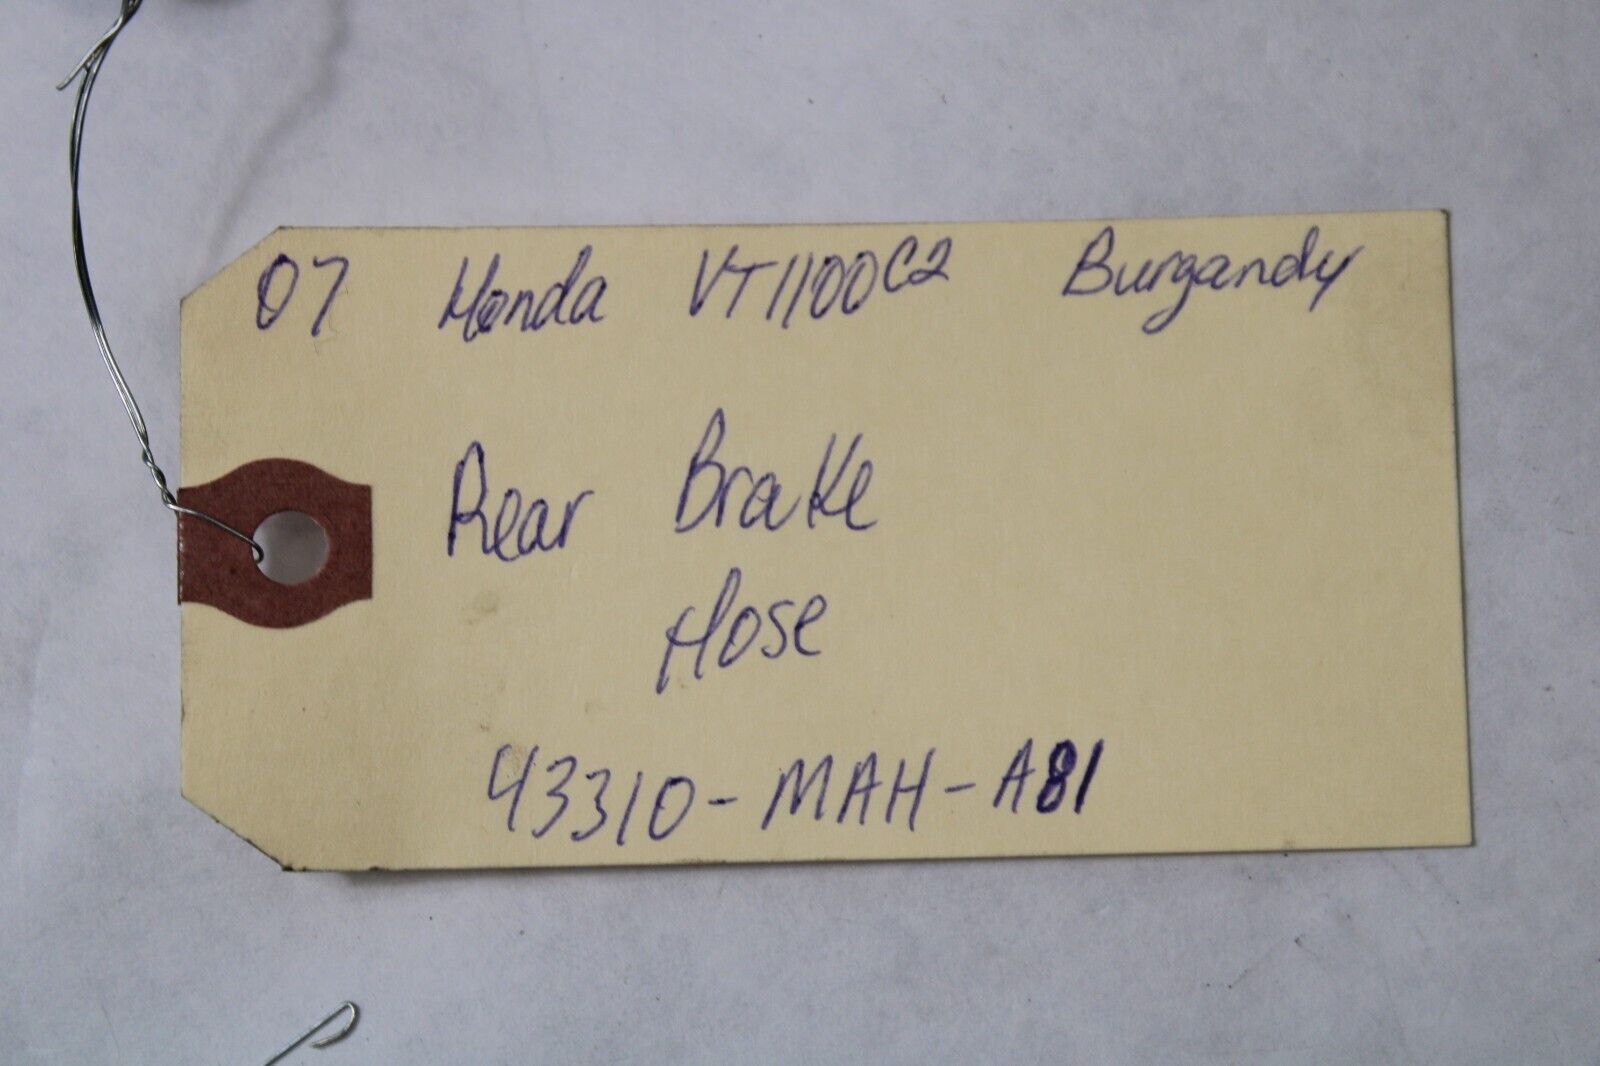 07 Honda VT1100C2 Burgandy
Rear Brake
Hose
43310-MAH-A81